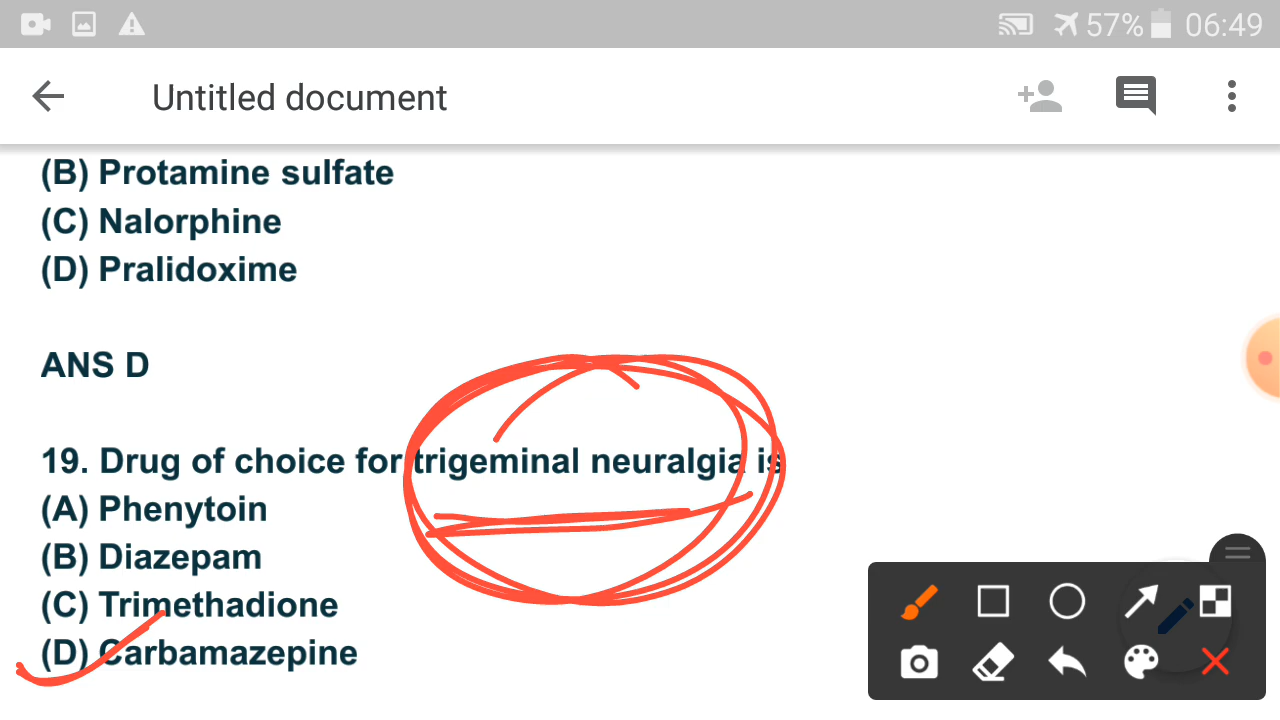 57% 06:49
Untitled document
(B) Protamine sulfate
(C) Nalorphine
(D) Pralidoxime
ANS D
19. Drug of choice for trigeminal neuralgia is
(A) Phenytoin
(B) Diazepam
(C) Trimethadione
(D) Carbamazepine